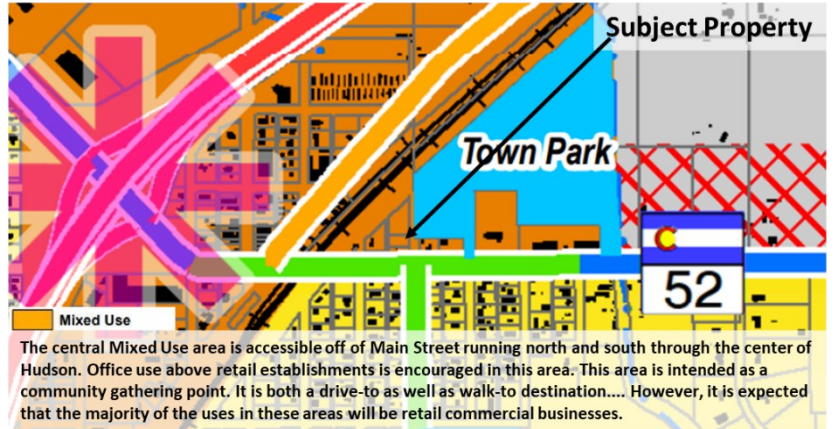 Subject Property
Town Park
52
Mixed Use
The central Mixed Use area is accessible off of Main Street running north and south through the center of
Hudson. Office use above retail establishments is encouraged in this area. This area is intended as a
community gathering point. It is both a drive-to as well as walk-to destination.... However, it is expected
that the majority of the uses in these areas will be retail commercial businesses.